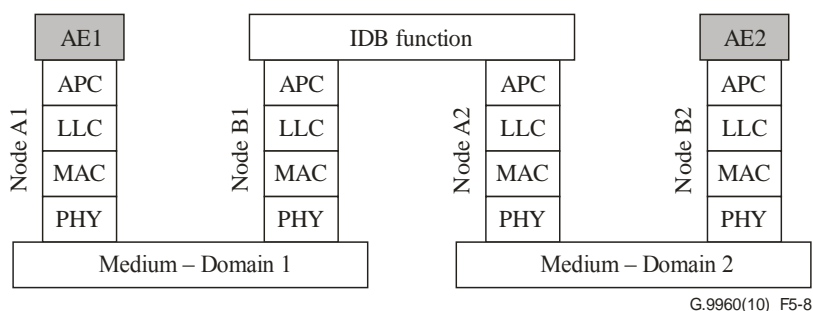 AE1
IDB function
AE2
Node A1
APC
LLC
MAC
PHY
Node B1
APC
LLC
MAC
PHY
Node A2
APC
LLC
MAC
PHY
Node B2
APC
LLC
MAC
PHY
Medium – Domain 1
Medium – Domain 2
G.9960(10)_F5-8